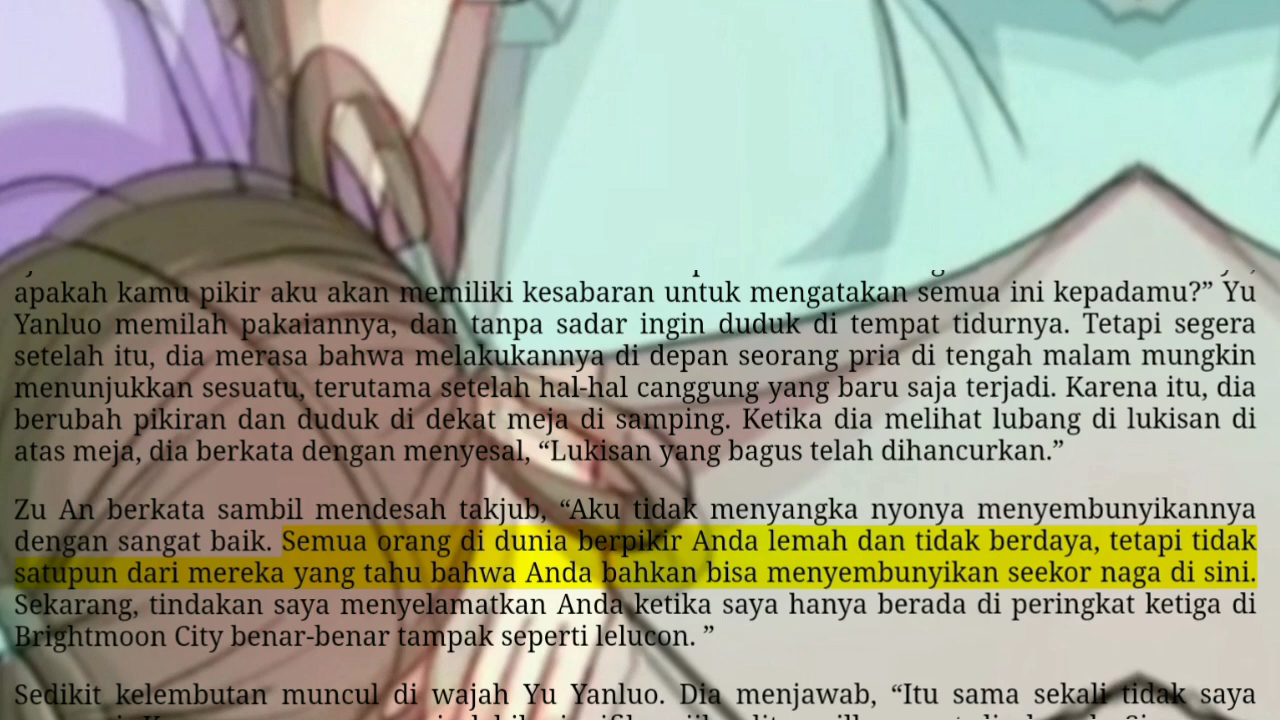 apakah kamu pikir aku akan memiliki kesabaran untuk mengatakan semua ini kepadamu?” Yu
Yanluo memilah pakaiannya, dan tanpa sadar ingin duduk di tempat tidurnya. Tetapi segera
setelah itu, dia merasa bahwa melakukannya di depan seorang pria di tengah malam mungkin
menunjukkan sesuatu, terutama setelah hal-hal canggung yang baru saja terjadi. Karena itu, dia
berubah pikiran dan duduk di dekat meja di samping. Ketika dia melihat lubang di lukisan di
atas meja, dia berkata dengan menyesal, “Lukisan yang bagus telah dihancurkan.”
Zu An berkata sambil mendesah takjub, “Aku tidak menyangka nyonya menyembunyikannya
dengan sangat baik. Semua orang di dunia berpikir Anda lemah dan tidak berdaya, tetapi tidak
satupun dari mereka yang tahu bahwa Anda bahkan bisa menyembunyikan seekor naga di sini.
Sekarang, tindakan saya menyelamatkan Anda ketika saya hanya berada di peringkat ketiga di
Brightmoon City benar-benar tampak seperti lelucon. ”
Sedikit kelembutan muncul di wajah Yu Yanluo. Dia menjawab, “Itu sama sekali tidak saya